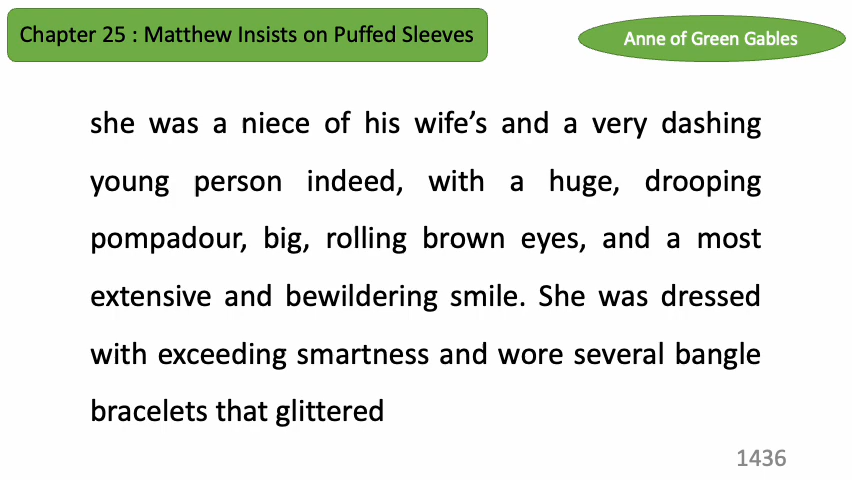 Chapter 25 : Matthew Insists on Puffed Sleeves
Anne of Green Gables
she was a niece of his wife’s and a very dashing
young person indeed, with a huge, drooping
pompadour, big, rolling brown eyes, and a most
extensive and bewildering smile. She was dressed
with exceeding smartness and wore several bangle
bracelets that glittered
1436